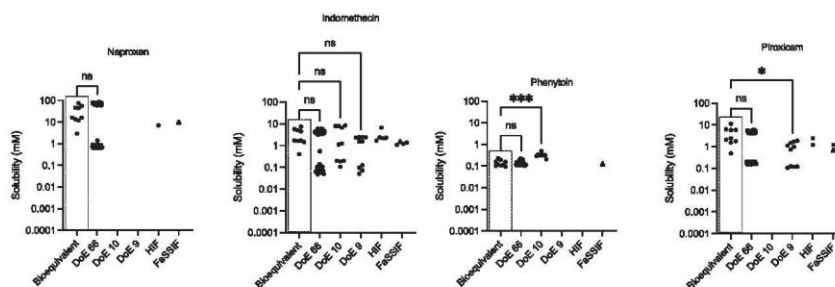 Naproxen
ns
Solubility (mM)
100
10
1
0.1
0.01
0.001
0.0001
Bioequivalent
DoE 66
DoE 10
DoE 9
HIF
FaSSIF
Indomethacin
ns
ns
ns
Solubility (mM)
100
10
1
0.1
0.01
0.001
0.0001
Bioequivalent
DoE 66
DoE 10
DoE 9
HIF
FaSSIF
Phenytoin
***
ns
Solubility (mM)
100
10
1
0.1
0.01
0.001
0.0001
Bioequivalent
DoE 66
DoE 10
DoE 9
HIF
FaSSIF
Piroxicam
*
ns
Solubility (mM)
100
10
1
0.1
0.01
0.001
0.0001
Bioequivalent
DoE 66
DoE 10
DoE 9
HIF
FaSSIF